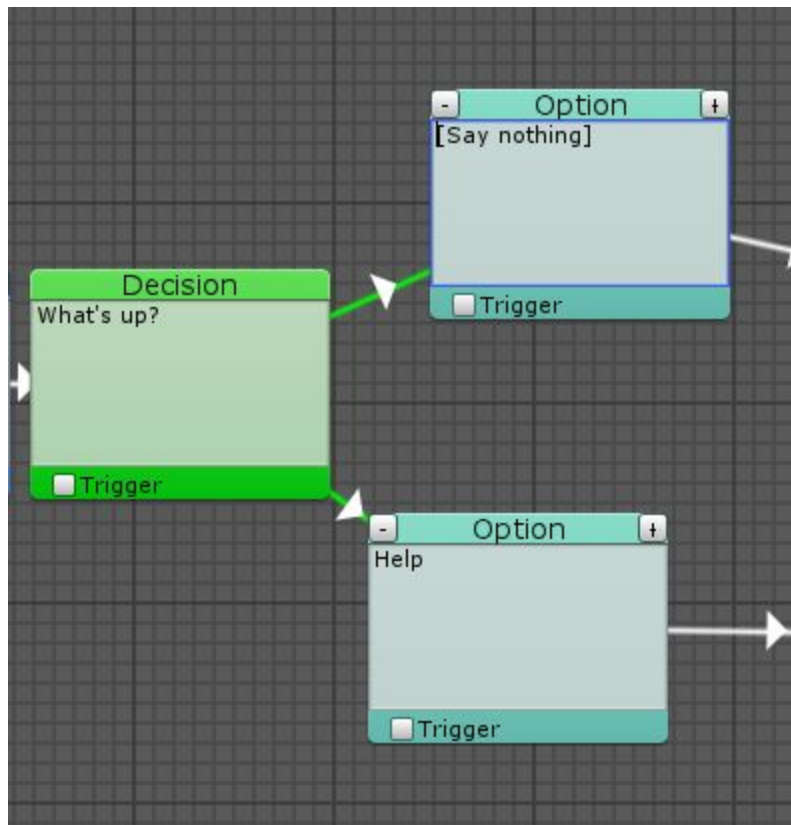 - Option +
[Say nothing]
Trigger
Decision
What's up?
Trigger
- Option +
Help
Trigger